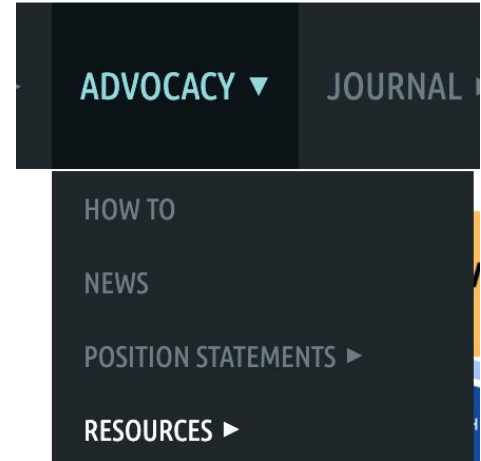 ADVOCACY ▼ JOURNAL
HOW TO
NEWS
POSITION STATEMENTS ►
RESOURCES ►